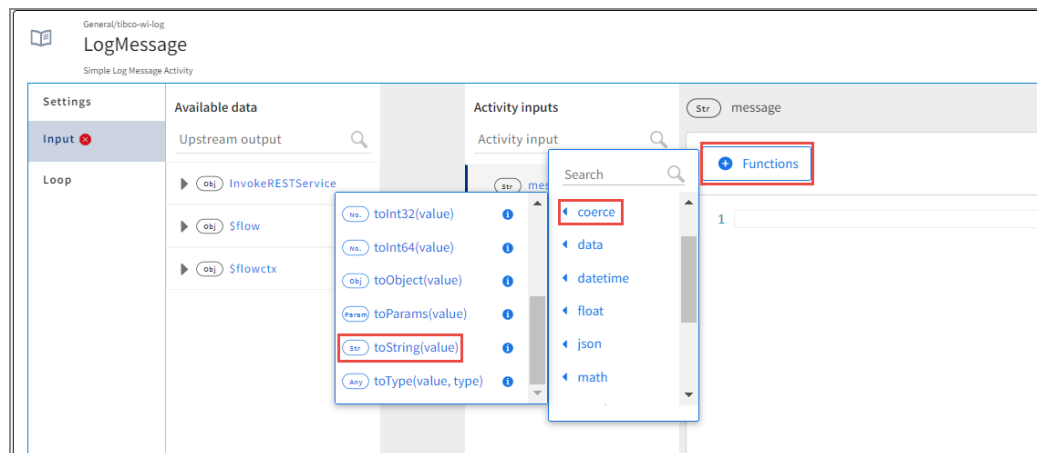 General/tibco-wi-log
LogMessage
Simple Log Message Activity
Settings
Input
Loop
Available data
Upstream output
Obj InvokeRESTService
Obj $flow
Obj $flowctx
Activity inputs
Activity input
Str mes
Str message
Functions
1
Search
coerce
data
datetime
float
json
math
No. toInt32(value)
No. toInt64(value)
Obj toObject(value)
Param toParams(value)
Str toString(value)
Any toType(value, type)